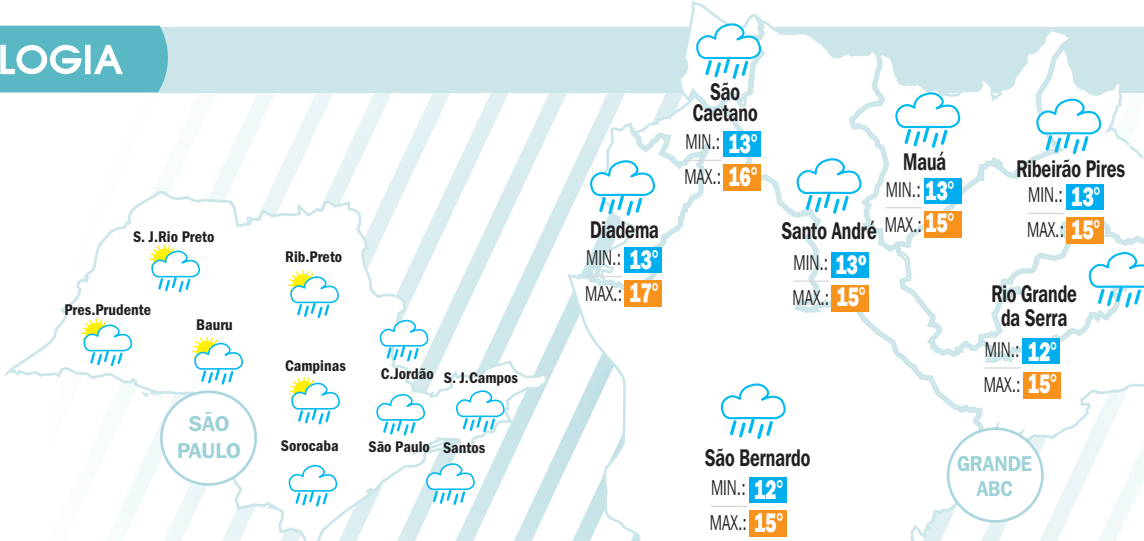 LOGIA
S. J.Rio Preto
Rib.Preto
Pres.Prudente
Bauru
Campinas
C.Jordão
S. J.Campos
Sorocaba
São Paulo
Santos
SÃO
PAULO
São
Caetano
MIN.: 13°
MAX.: 16°
Diadema
MIN.: 13°
MAX.: 17°
Santo André
MIN.: 13º
MAX.: 15°
Mauá
MIN.: 13°
MAX.: 15°
Ribeirão Pires
MIN.: 13°
MAX.: 15°
Rio Grande
da Serra
MIN.: 12°
MAX.: 15°
São Bernardo
MIN.: 12°
MAX.: 15°
GRANDE
ABC